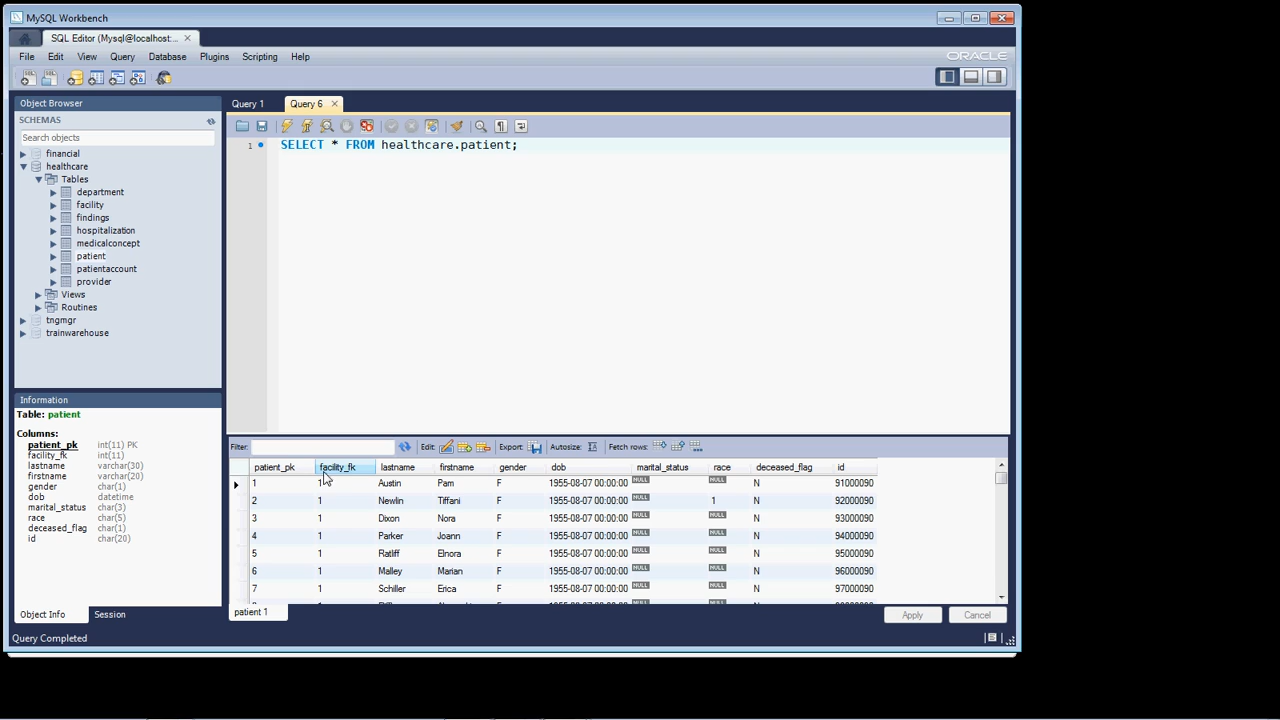 MySQL Workbench
SQL Editor (Mysql@localhost:...
File Edit View Query Database Plugins Scripting Help
ORACLE
Object Browser
SCHEMAS
Search objects
financial
healthcare
Tables
department
facility
findings
hospitalization
medicalconcept
patient
patientaccount
provider
Views
Routines
tngmgr
trainwarehouse
Information
Table: patient
Columns:
patient_pk int(11) PK
facility_fk int(11)
lastname varchar(30)
firstname varchar(20)
gender char(1)
dob datetime
marital_status char(3)
race char(5)
deceased_flag char(1)
id char(20)
Object Info Session
Query Completed
Query 1 Query 6
1 SELECT * FROM healthcare.patient;
Filter: Edit: Export: Autosize: Fetch rows:
patient_pk facility_fk lastname firstname gender dob marital_status race deceased_flag id
1 1 Austin Pam F 1955-08-07 00:00:00 NULL NULL N 91000090
2 1 Newlin Tiffani F 1955-08-07 00:00:00 NULL 1 N 92000090
3 1 Dixon Nora F 1955-08-07 00:00:00 NULL NULL N 93000090
4 1 Parker Joann F 1955-08-07 00:00:00 NULL NULL N 94000090
5 1 Ratliff Elnora F 1955-08-07 00:00:00 NULL NULL N 95000090
6 1 Malley Marian F 1955-08-07 00:00:00 NULL NULL N 96000090
7 1 Schiller Erica F 1955-08-07 00:00:00 NULL NULL N 97000090
patient 1
Apply Cancel